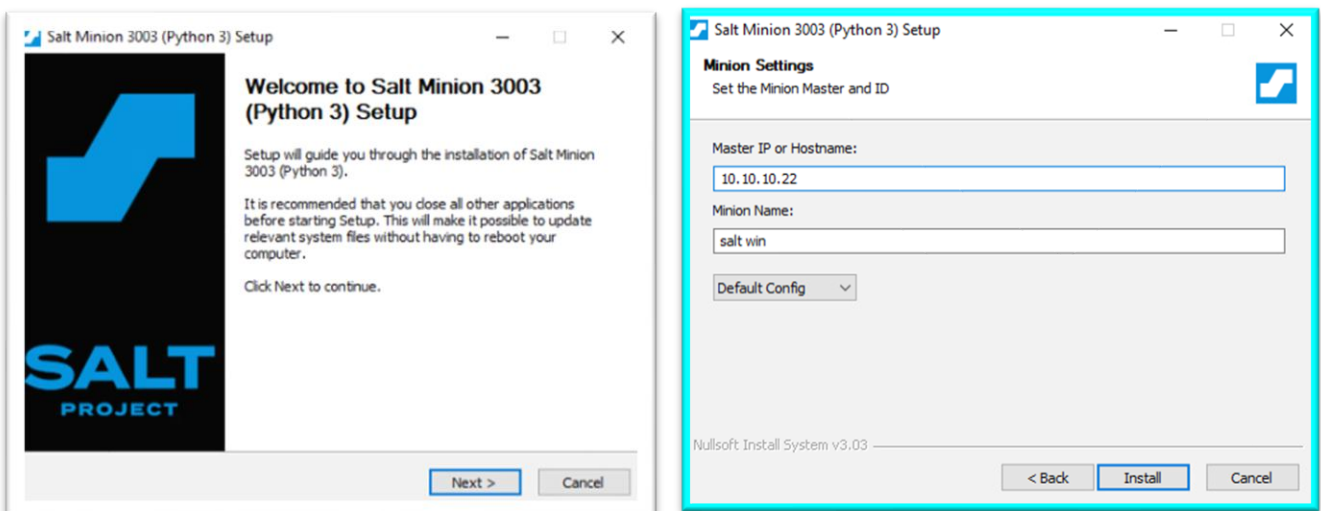 Salt Minion 3003 (Python 3) Setup
Welcome to Salt Minion 3003
(Python 3) Setup
Setup will guide you through the installation of Salt Minion
3003 (Python 3).
It is recommended that you close all other applications
before starting Setup. This will make it possible to update
relevant system files without having to reboot your
computer.
Click Next to continue.
SALT
PROJECT
Next >
Cancel
Salt Minion 3003 (Python 3) Setup
Minion Settings
Set the Minion Master and ID
Master IP or Hostname:
10.10.10.22
Minion Name:
salt win
Default Config
Nullsoft Install System v3.03
< Back
Install
Cancel